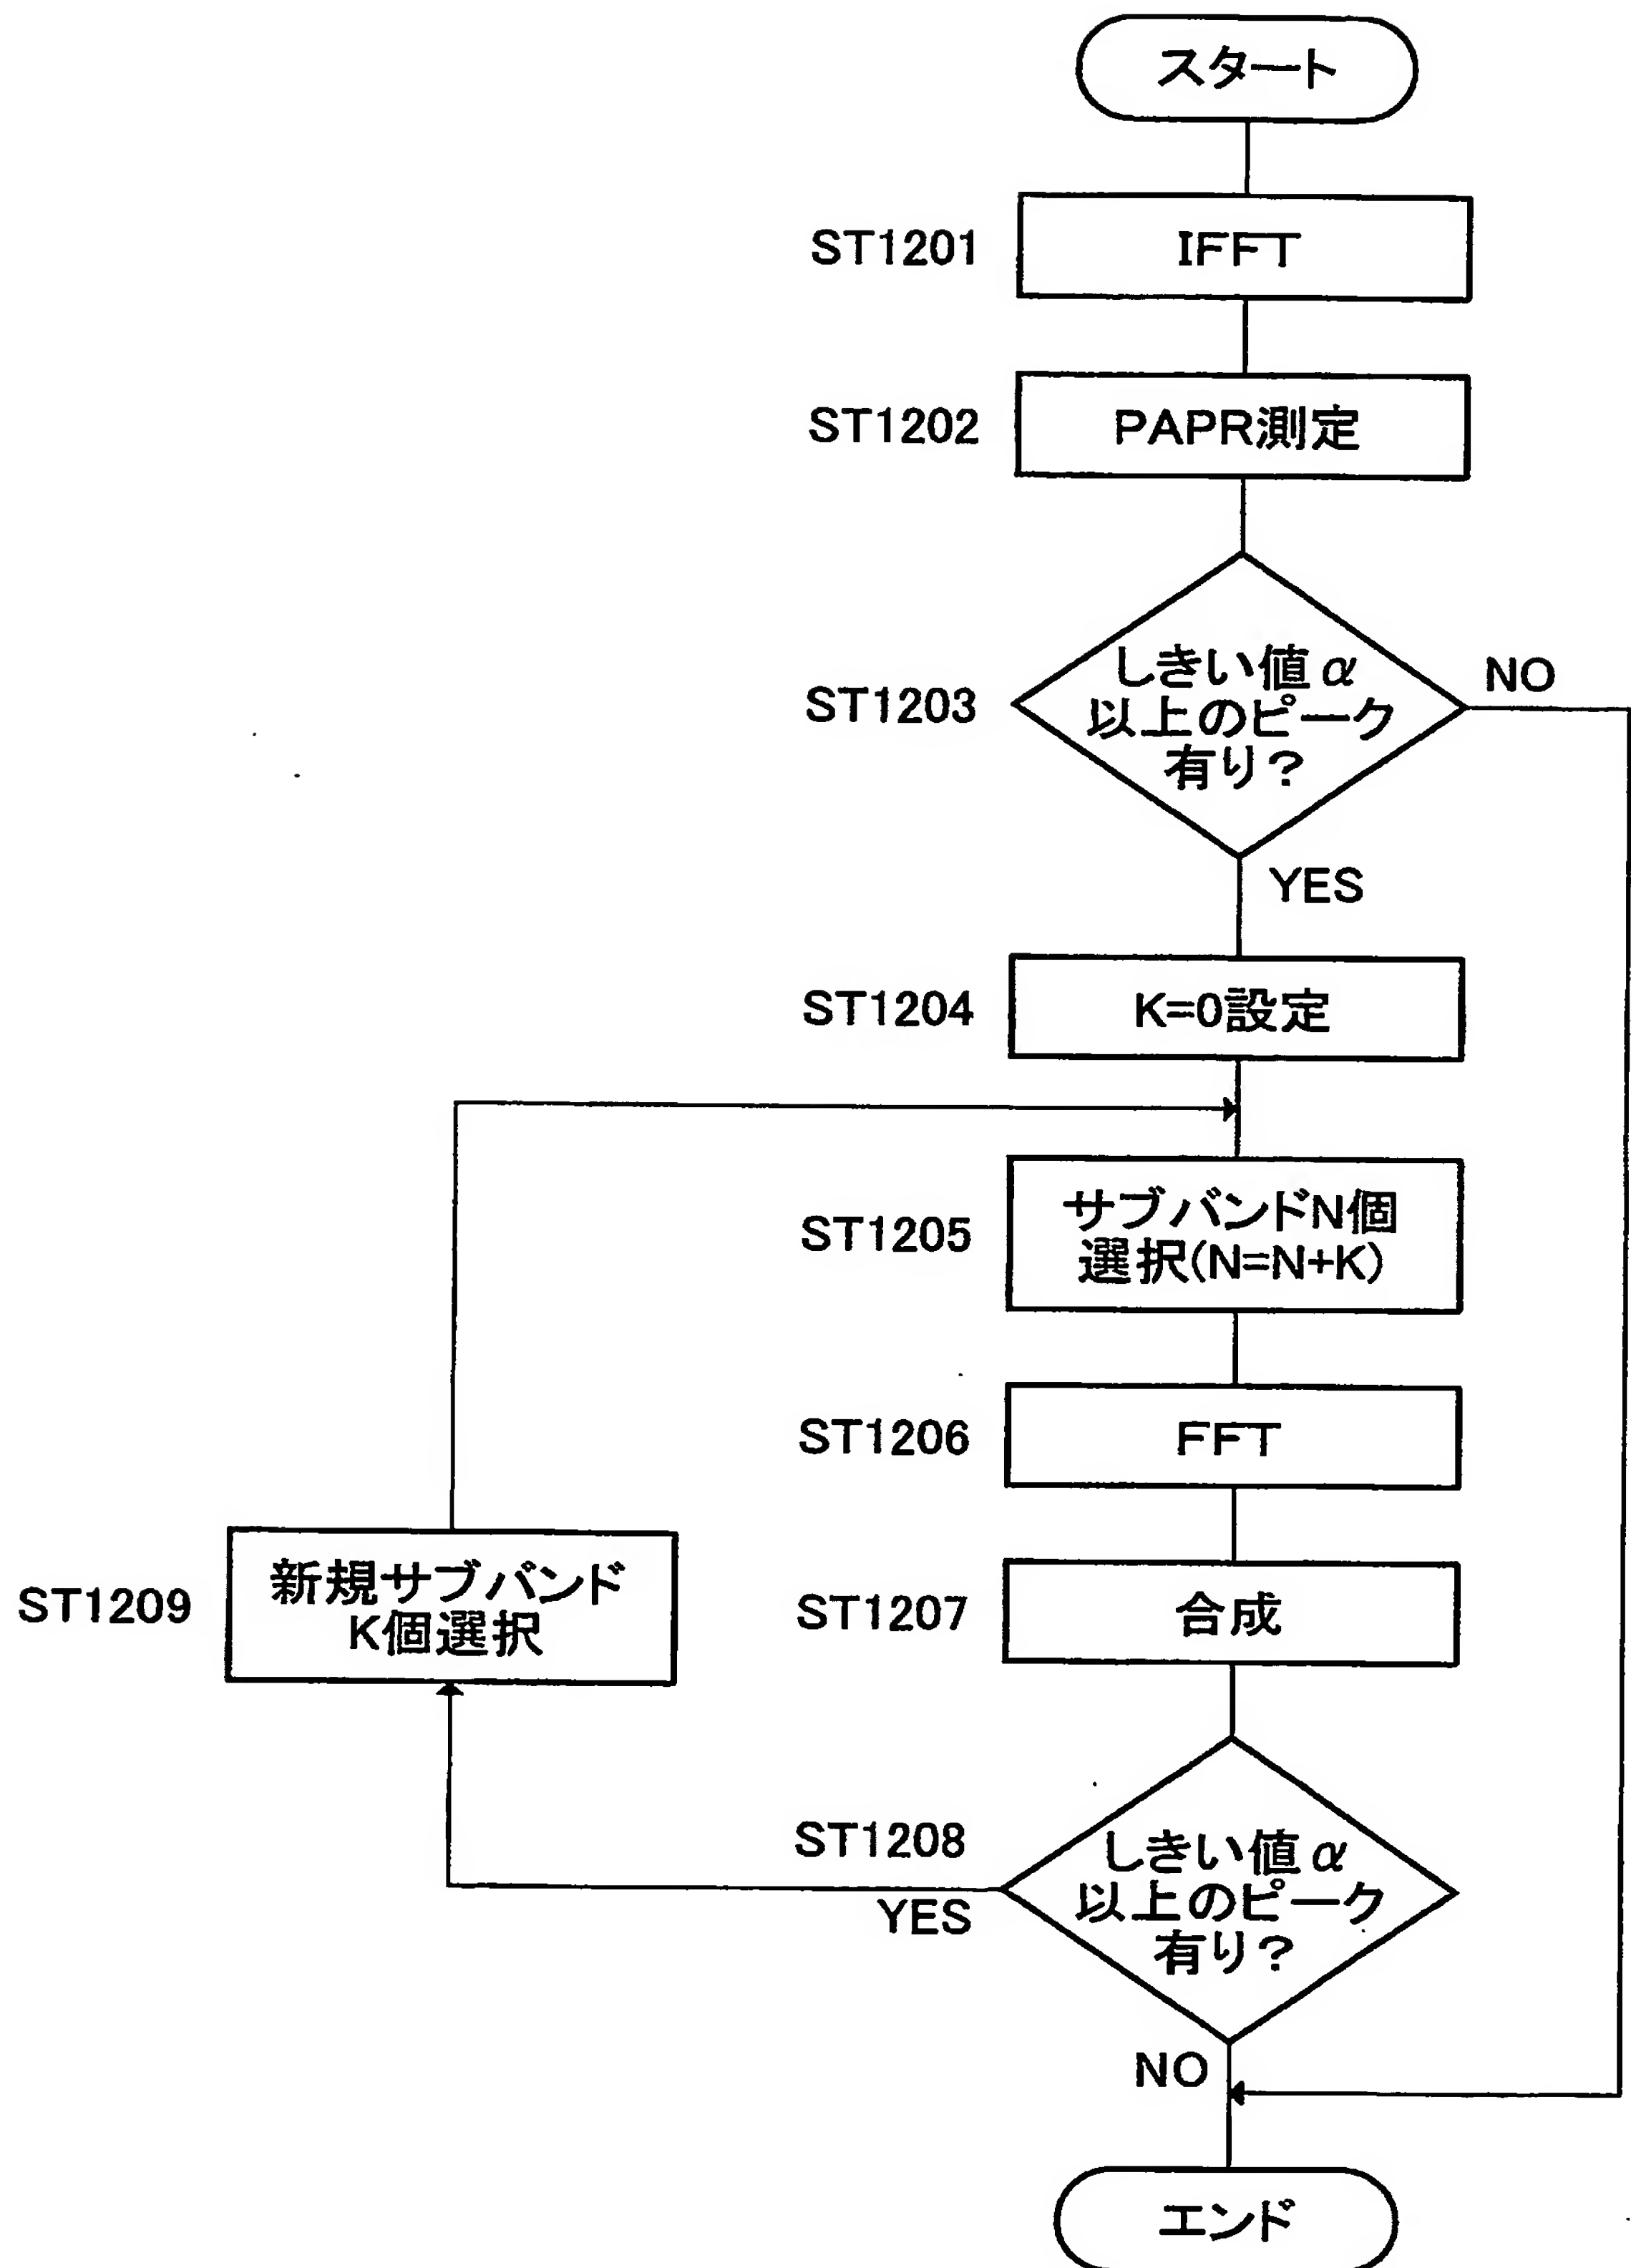 スタート
ST1201
IFFT
ST1202
PAPR測定
ST1203
しきい値α
以上のピーク
有り?
NO
YES
ST1204
K=0設定
ST1205
サブバンドN個
選択(N=N+K)
ST1206
FFT
ST1209
新規サブバンド
K個選択
ST1207
合成
ST1208
しきい値α
以上のピーク
有り?
YES
NO
エンド